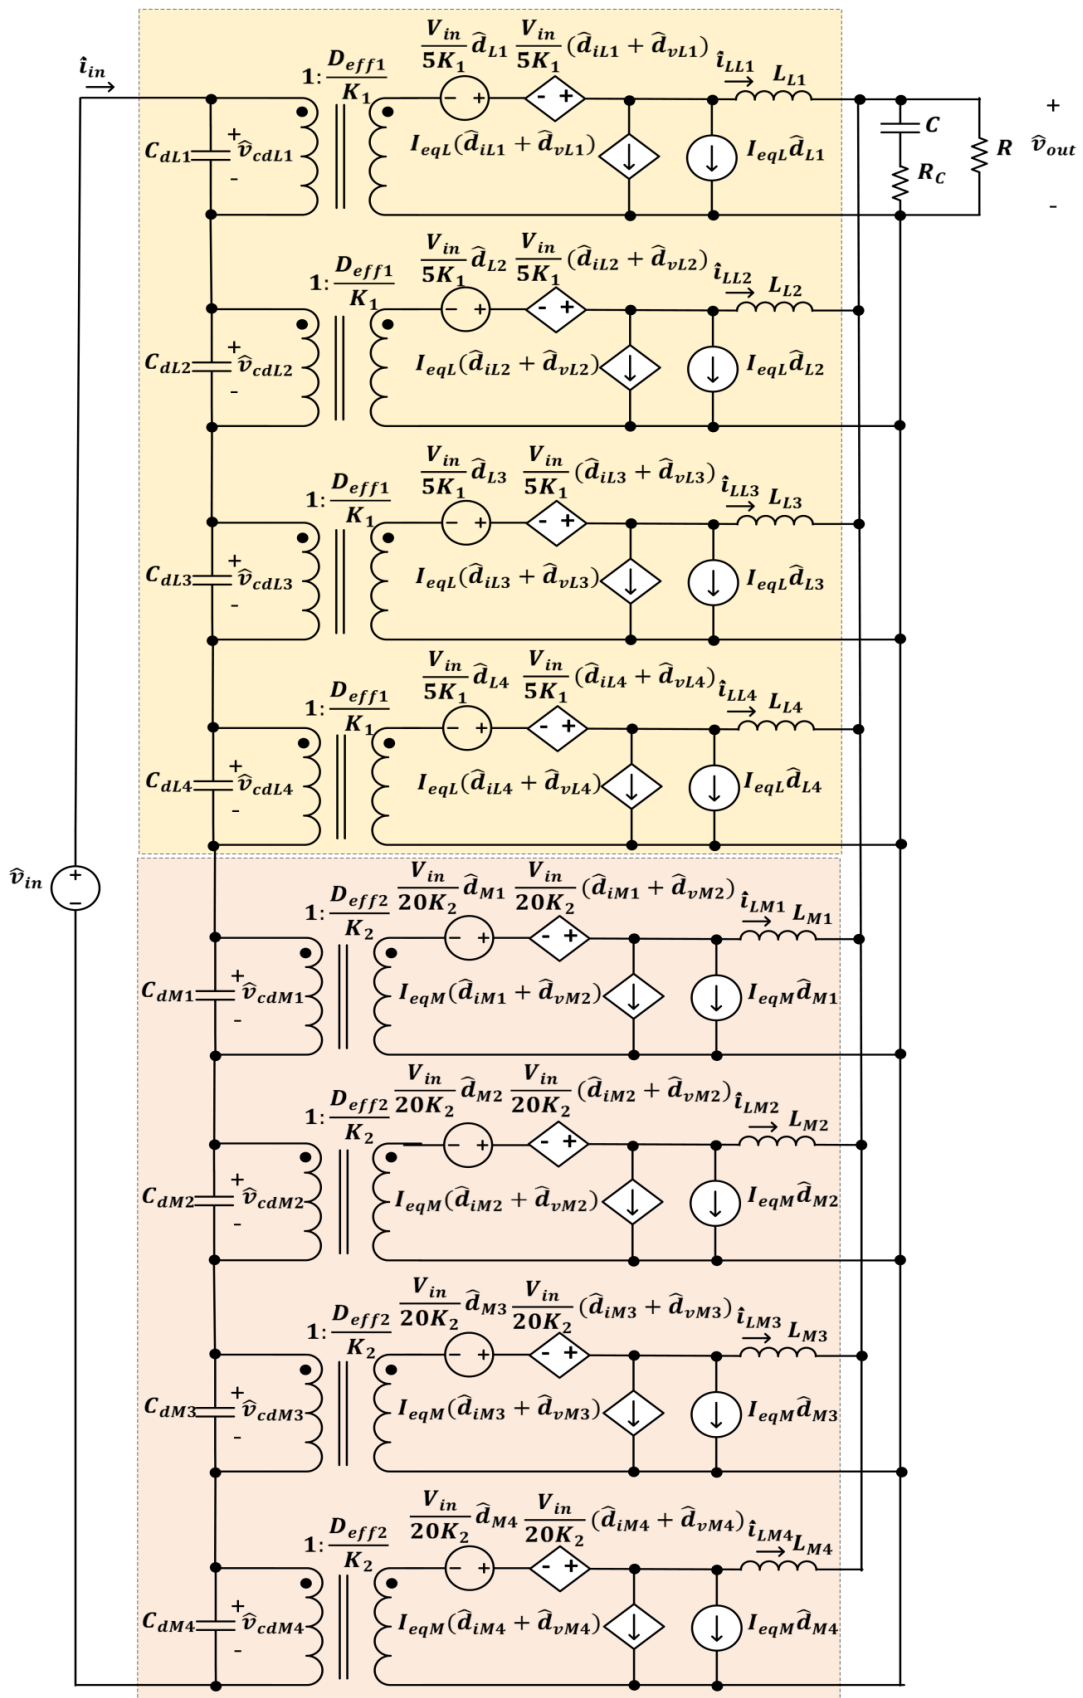 î_in
1: D_eff1/K_1
V_in/5K_1 d̂_L1 V_in/5K_1 (d̂_iL1 + d̂_vL1)
î_LL1 L_L1
C_dL1 + v̂_cdL1 -
I_eqL(d̂_iL1 + d̂_vL1) I_eqL d̂_L1
C R_C R + v̂_out -
1: D_eff1/K_1
V_in/5K_1 d̂_L2 V_in/5K_1 (d̂_iL2 + d̂_vL2)
î_LL2 L_L2
C_dL2 + v̂_cdL2 -
I_eqL(d̂_iL2 + d̂_vL2) I_eqL d̂_L2
1: D_eff1/K_1
V_in/5K_1 d̂_L3 V_in/5K_1 (d̂_iL3 + d̂_vL3)
î_LL3 L_L3
C_dL3 + v̂_cdL3 -
I_eqL(d̂_iL3 + d̂_vL3) I_eqL d̂_L3
1: D_eff1/K_1
V_in/5K_1 d̂_L4 V_in/5K_1 (d̂_iL4 + d̂_vL4)
î_LL4 L_L4
C_dL4 + v̂_cdL4 -
I_eqL(d̂_iL4 + d̂_vL4) I_eqL d̂_L4
v̂_in + −
1: D_eff2/K_2
V_in/20K_2 d̂_M1 V_in/20K_2 (d̂_iM1 + d̂_vM2)
î_LM1 L_M1
C_dM1 + v̂_cdM1 -
I_eqM(d̂_iM1 + d̂_vM2) I_eqM d̂_M1
1: D_eff2/K_2
V_in/20K_2 d̂_M2 V_in/20K_2 (d̂_iM2 + d̂_vM2)
î_LM2 L_M2
C_dM2 + v̂_cdM2 -
I_eqM(d̂_iM2 + d̂_vM2) I_eqM d̂_M2
1: D_eff2/K_2
V_in/20K_2 d̂_M3 V_in/20K_2 (d̂_iM3 + d̂_vM3)
î_LM3 L_M3
C_dM3 + v̂_cdM3 -
I_eqM(d̂_iM3 + d̂_vM3) I_eqM d̂_M3
1: D_eff2/K_2
V_in/20K_2 d̂_M4 V_in/20K_2 (d̂_iM4 + d̂_vM4)
î_LM4 L_M4
C_dM4 + v̂_cdM4 -
I_eqM(d̂_iM4 + d̂_vM4) I_eqM d̂_M4